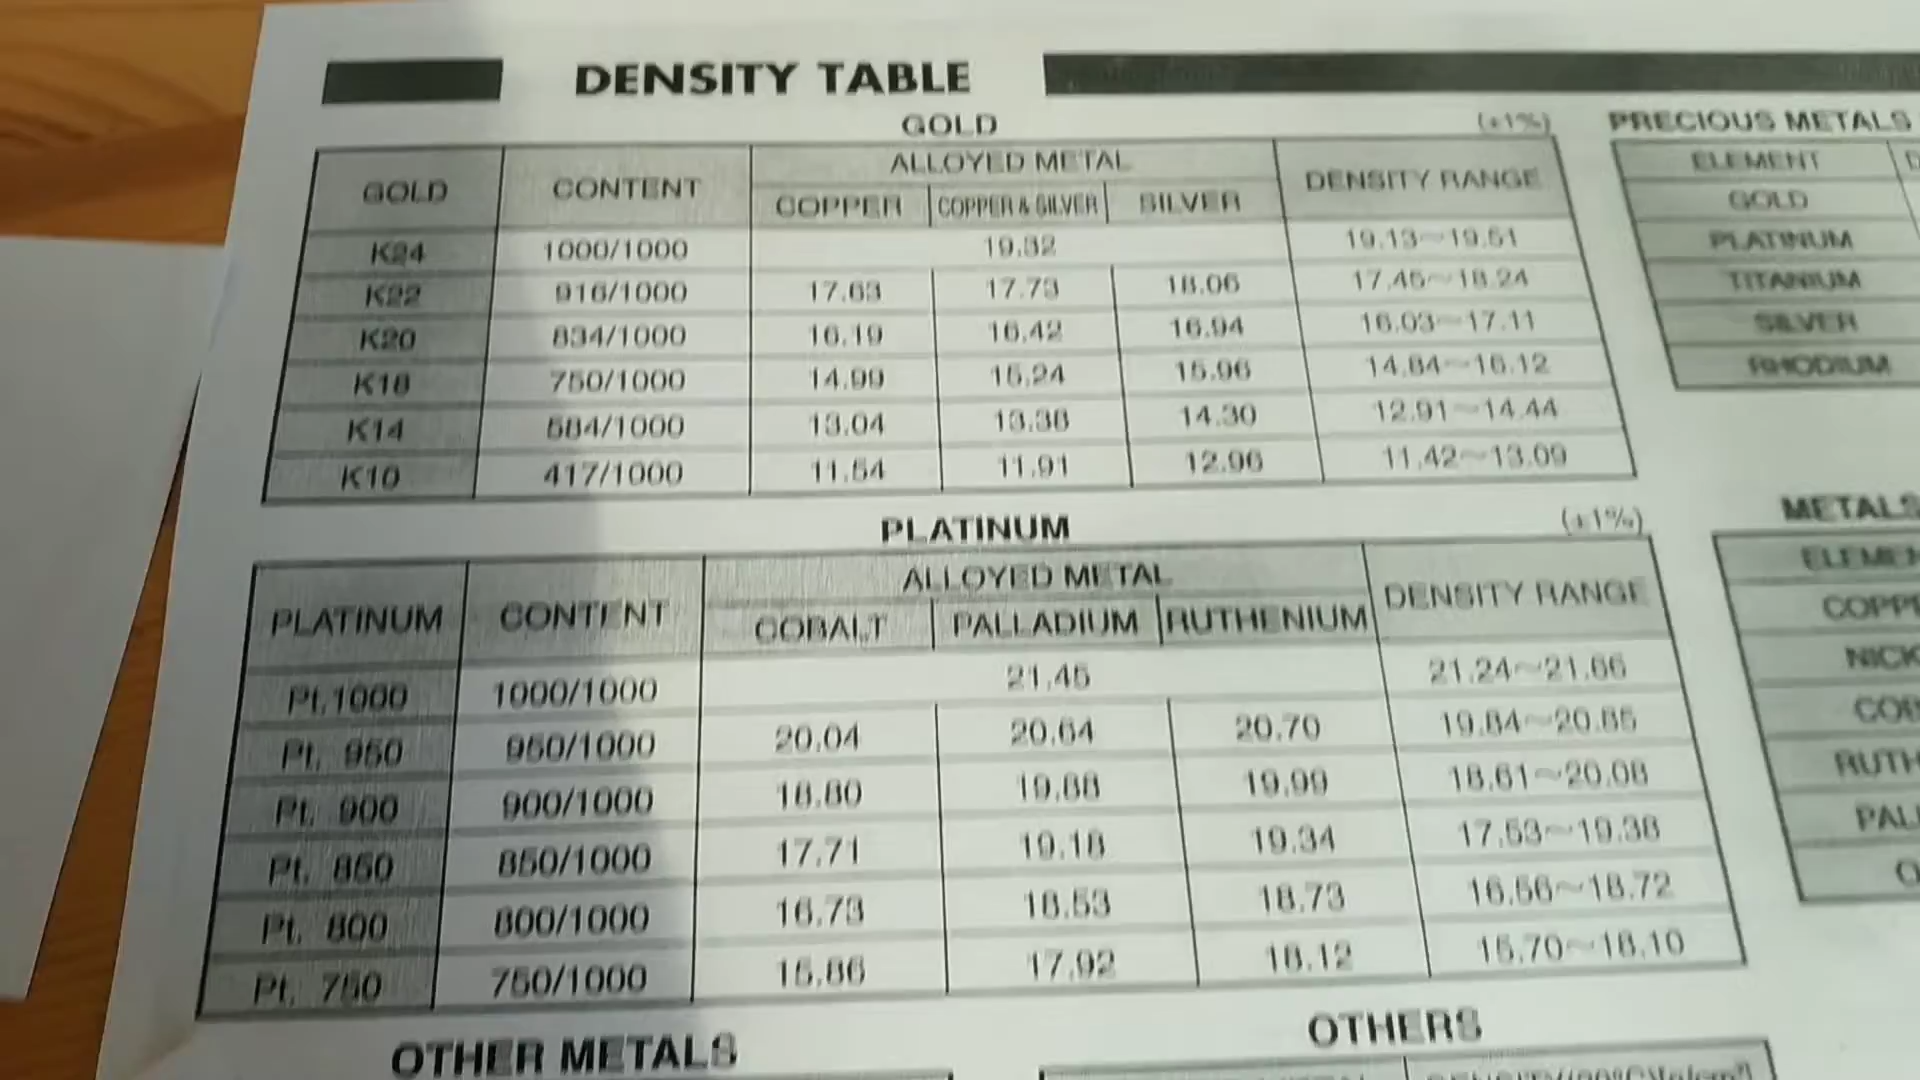 DENSITY TABLE
GOLD (±1%)
GOLD CONTENT ALLOYED METAL DENSITY RANGE
COPPER COPPER & SILVER SILVER
K24 1000/1000 19.32 19.13~19.51
K22 916/1000 17.63 17.73 18.06 17.45~18.24
K20 834/1000 16.19 16.42 16.94 16.03~17.11
K18 750/1000 14.99 15.24 15.96 14.84~16.12
K14 584/1000 13.04 13.36 14.30 12.91~14.44
K10 417/1000 11.54 11.91 12.96 11.42~13.09
PLATINUM (±1%)
PLATINUM CONTENT ALLOYED METAL DENSITY RANGE
COBALT PALLADIUM RUTHENIUM
Pt.1000 1000/1000 21.45 21.24~21.66
Pt. 950 950/1000 20.04 20.64 20.70 19.84~20.85
Pt. 900 900/1000 18.80 19.88 19.99 18.61~20.08
Pt. 850 850/1000 17.71 19.18 19.34 17.53~19.38
Pt. 800 800/1000 16.73 18.53 18.73 16.56~18.72
Pt. 750 750/1000 15.86 17.92 18.12 15.70~18.10
OTHER METALS
OTHERS
PRECIOUS METALS
ELEMENT
GOLD
PLATINUM
TITANIUM
SILVER
RHODIUM
METALS